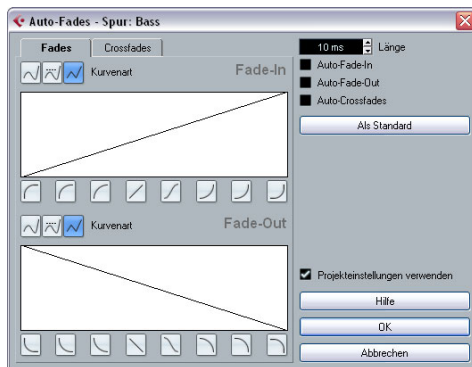 Auto-Fades - Spur: Bass
Fades
Crossfades
Kurvenart
Fade-In
Kurvenart
Fade-Out
10 ms
Länge
Auto-Fade-In
Auto-Fade-Out
Auto-Crossfades
Als Standard
Projekteinstellungen verwenden
Hilfe
OK
Abbrechen